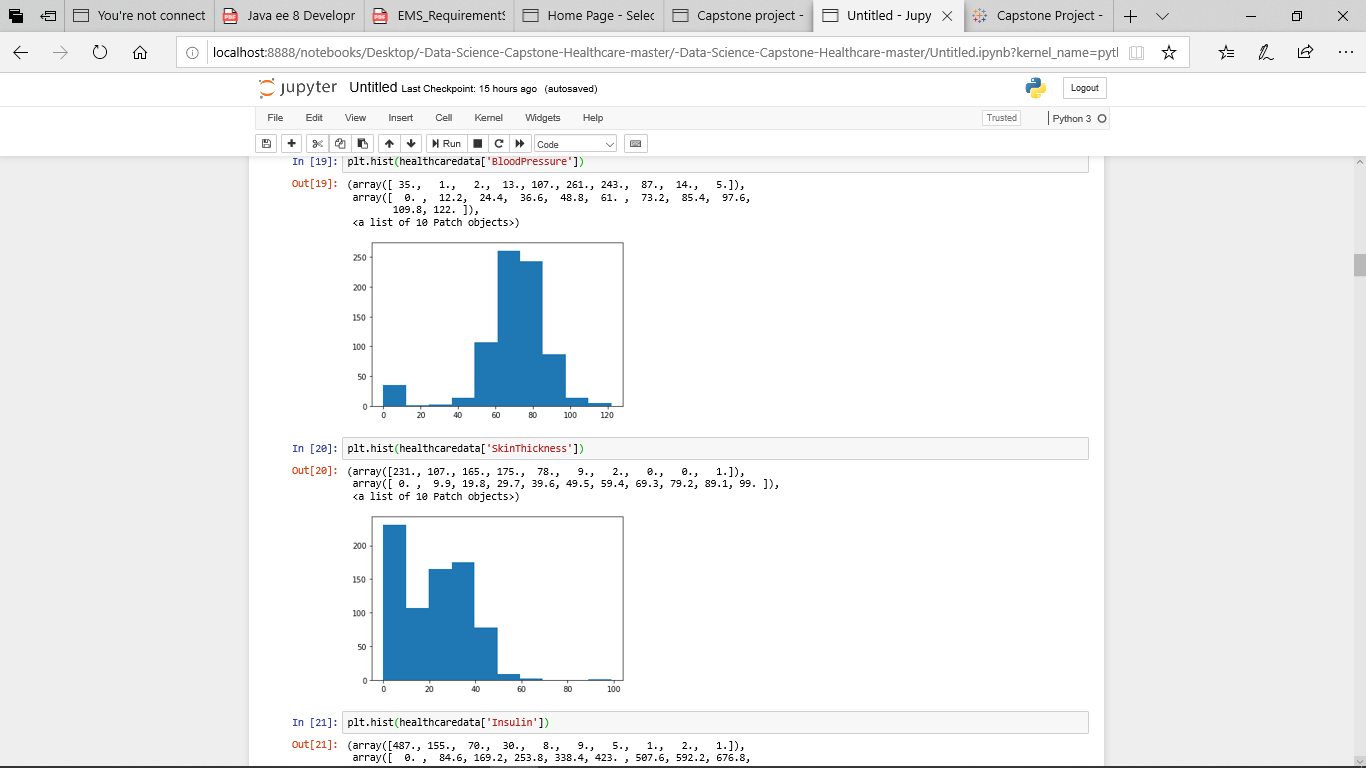 You're not connect
Java ee 8 Developr
EMS_Requirements
Home Page - Selec
Capstone project -
Untitled - Jupy
Capstone Project -
localhost:8888/notebooks/Desktop/-Data-Science-Capstone-Healthcare-master/-Data-Science-Capstone-Healthcare-master/Untitled.ipynb?kernel_name=pytl
jupyter Untitled Last Checkpoint: 15 hours ago (autosaved)
Logout
File Edit View Insert Cell Kernel Widgets Help
Trusted
Python 3
Run
Code
In [19]: plt.hist(healthcaredata['BloodPressure'])
Out[19]: (array([ 35., 1., 2., 13., 107., 261., 243., 87., 14., 5.]),
array([ 0. , 12.2, 24.4, 36.6, 48.8, 61. , 73.2, 85.4, 97.6,
109.8, 122. ]),
<a list of 10 Patch objects>)
250
200
150
100
50
0
0 20 40 60 80 100 120
In [20]: plt.hist(healthcaredata['SkinThickness'])
Out[20]: (array([231., 107., 165., 175., 78., 9., 2., 0., 0., 1.]),
array([ 0. , 9.9, 19.8, 29.7, 39.6, 49.5, 59.4, 69.3, 79.2, 89.1, 99. ]),
<a list of 10 Patch objects>)
200
150
100
50
0
0 20 40 60 80 100
In [21]: plt.hist(healthcaredata['Insulin'])
Out[21]: (array([487., 155., 70., 30., 8., 9., 5., 1., 2., 1.]),
array([ 0. , 84.6, 169.2, 253.8, 338.4, 423. , 507.6, 592.2, 676.8,